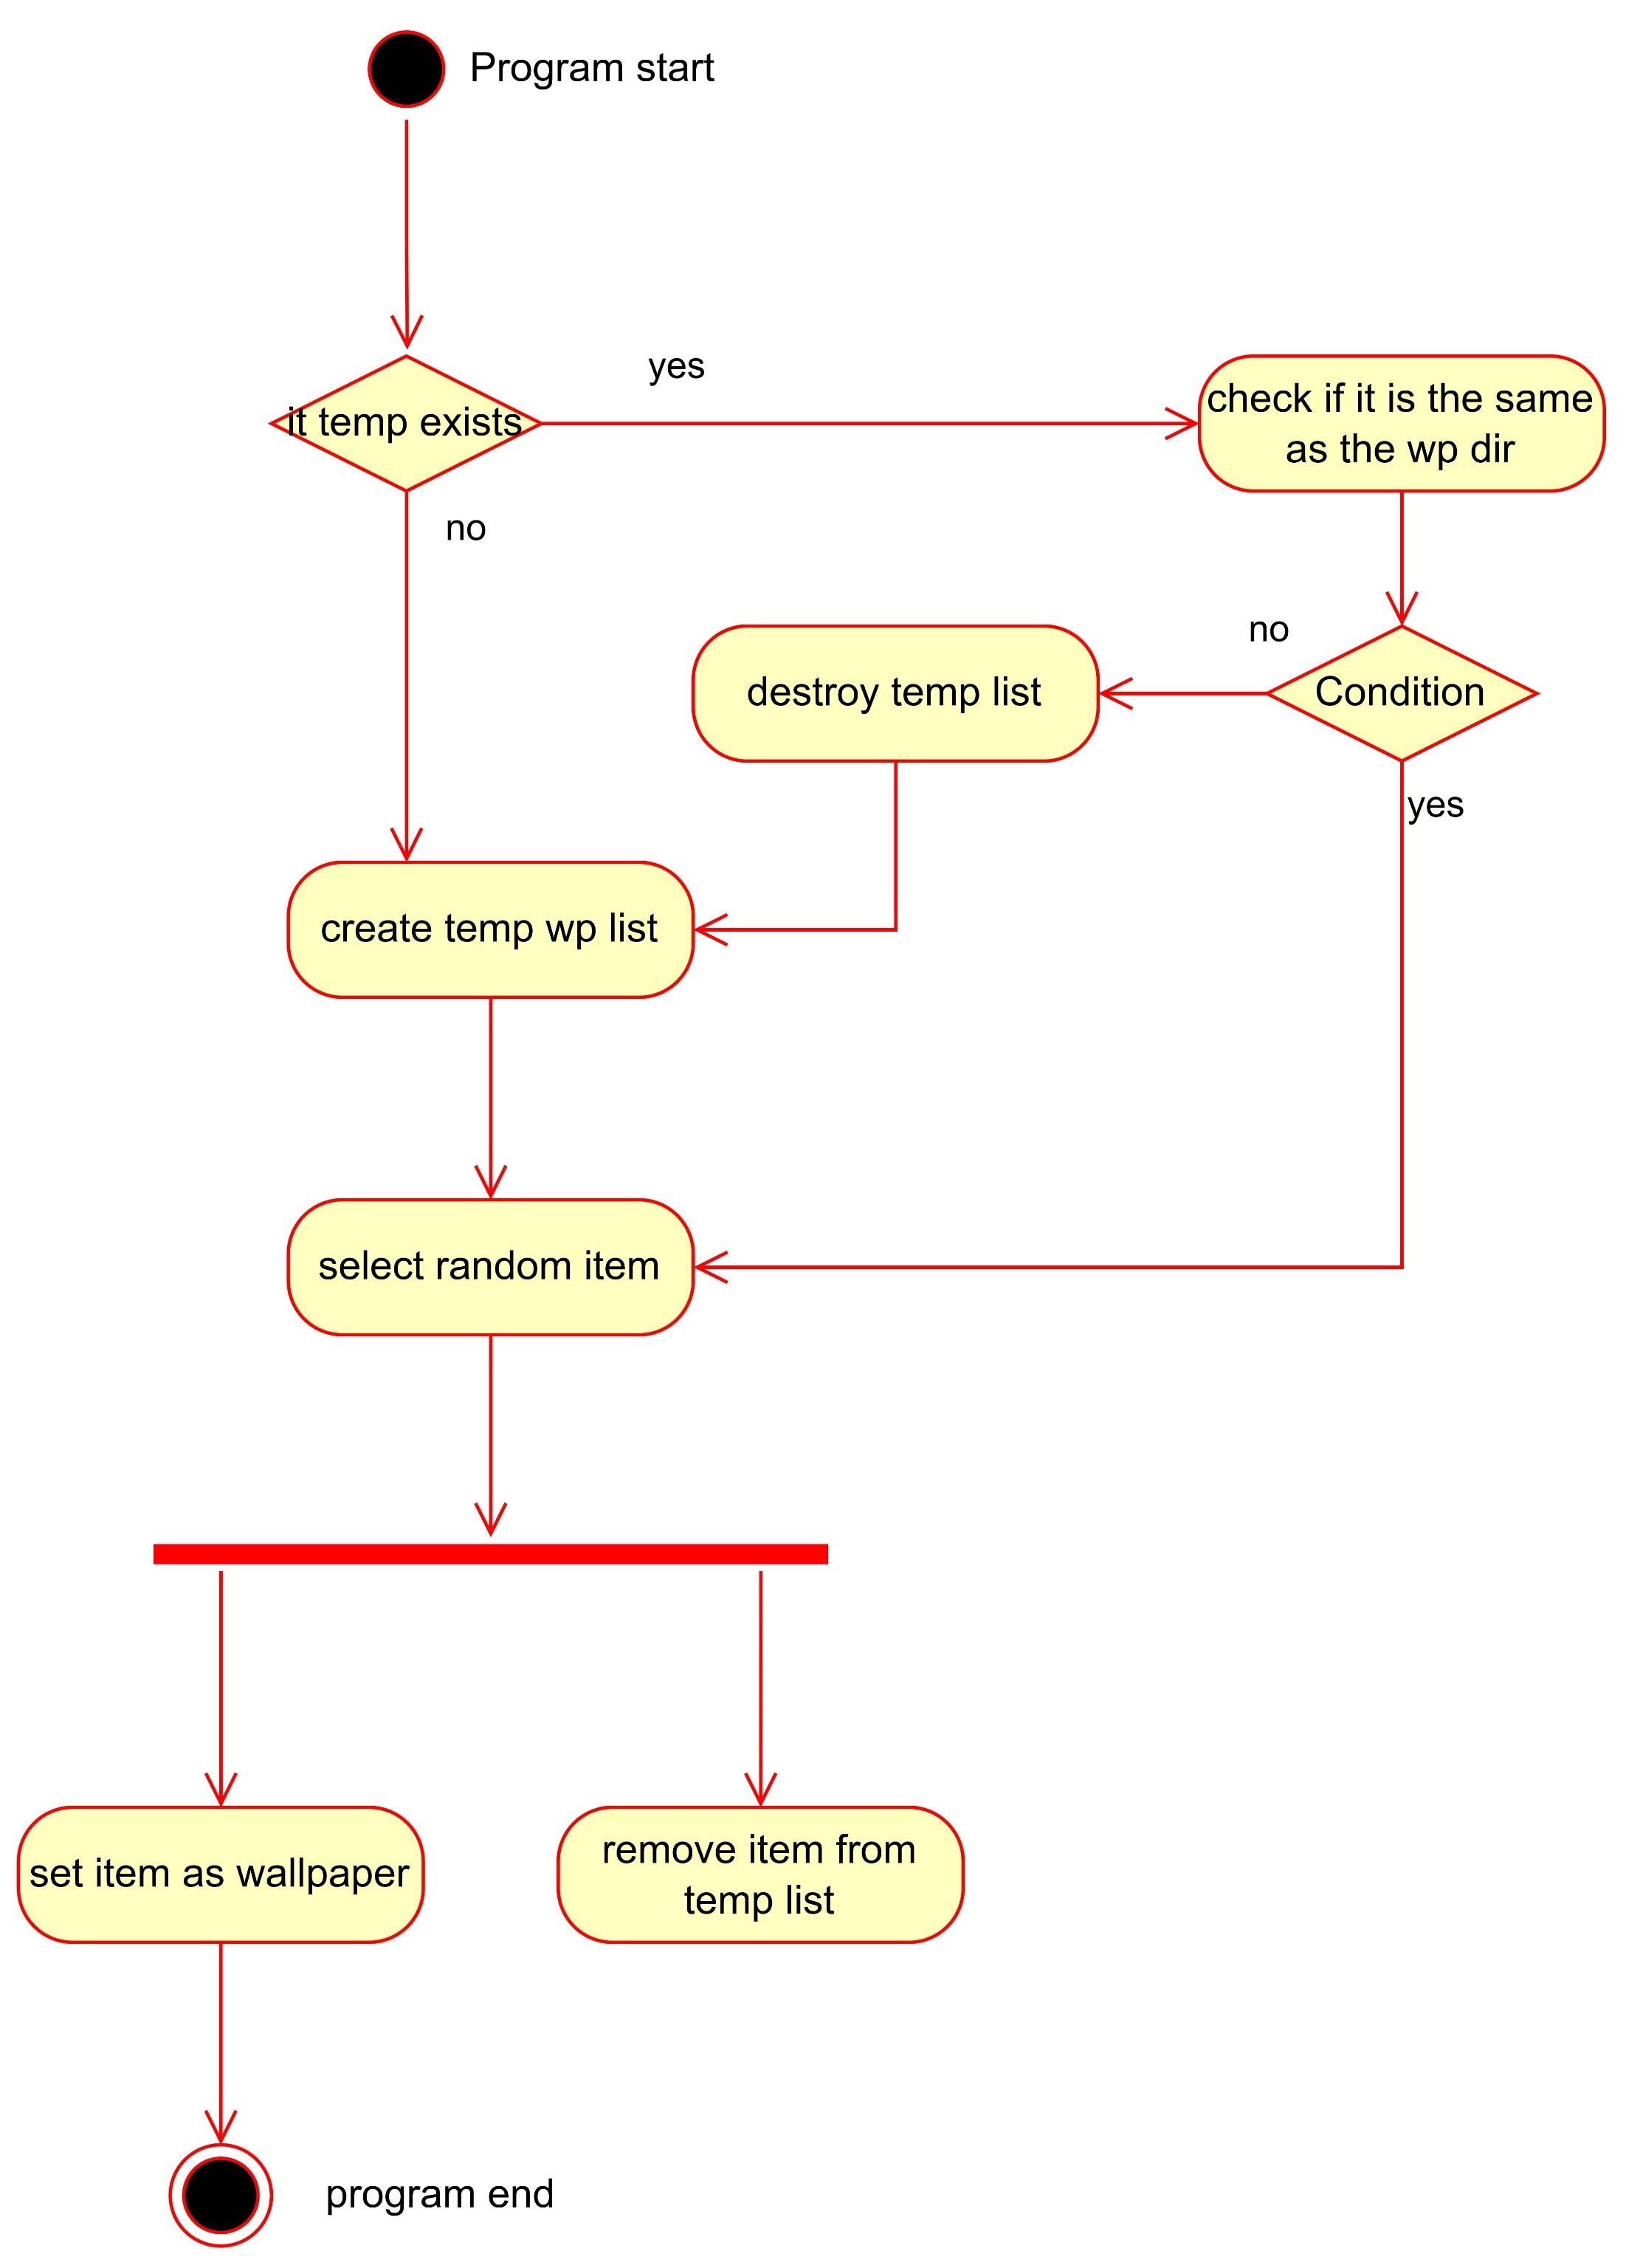 Program start
yes
it temp exists
check if it is the same
as the wp dir
no
no
destroy temp list
Condition
yes
create temp wp list
select random item
set item as wallpaper
remove item from
temp list
program end